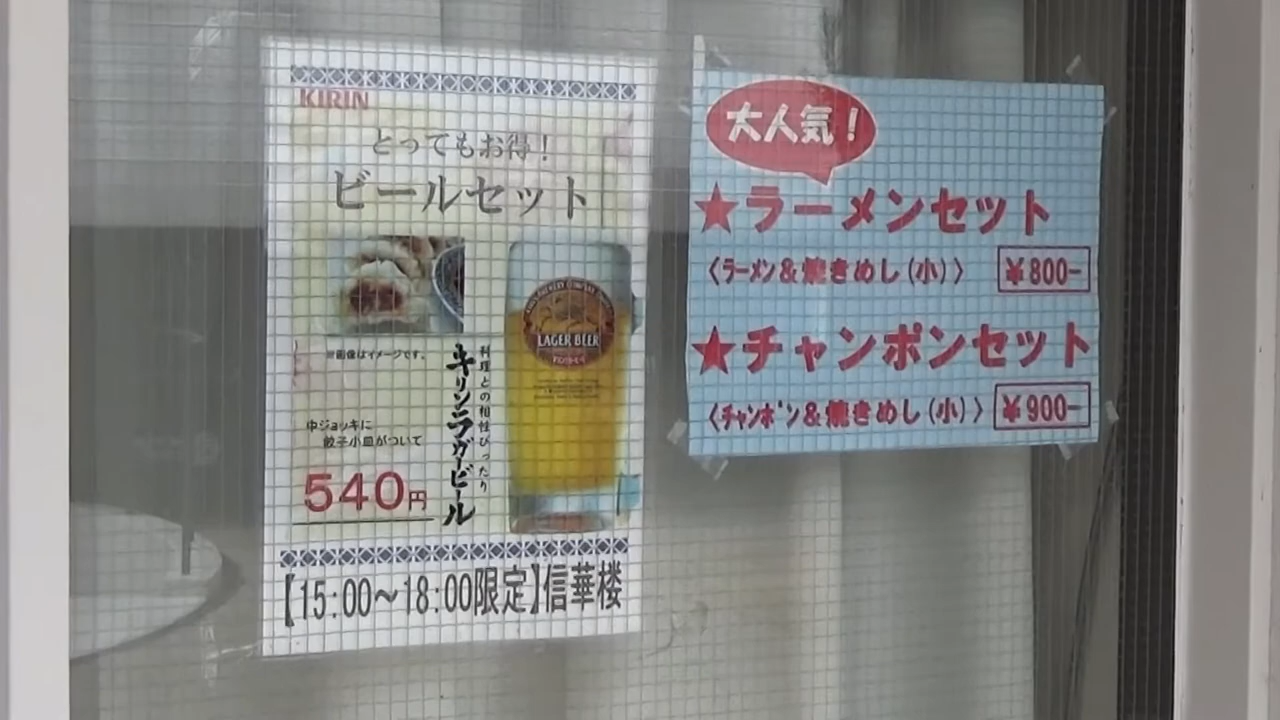 KIRIN
とってもお得！
ビールセット
LAGER BEER
※画像はイメージです。
料理との相性ぴったり
キリンラガービール
中ジョッキに
餃子小皿がついて
540円
【15:00～18:00限定】信華楼
大人気！
★ラーメンセット
〈ラーメン＆焼きめし（小）〉 ￥800-
★チャンポンセット
〈チャンポン＆焼きめし（小）〉 ￥900-